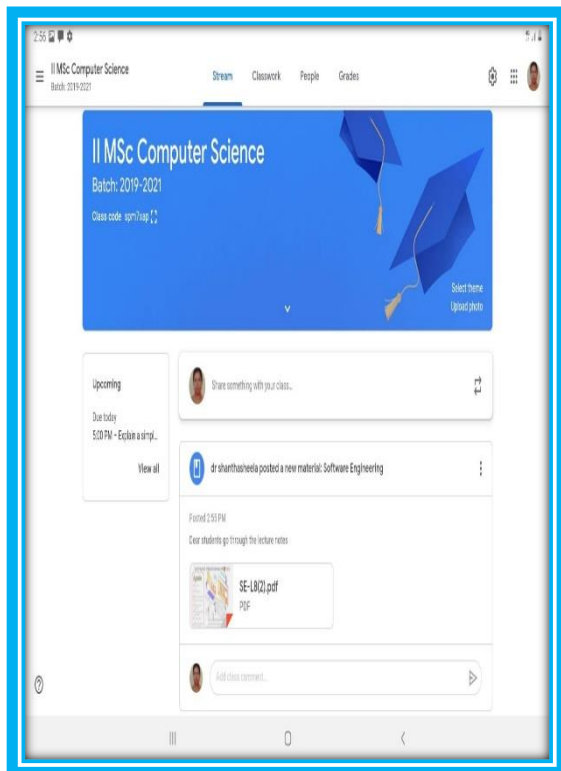 2:56
II MSc Computer Science
Batch: 2019-2021
Stream Classwork People Grades
II MSc Computer Science
Batch: 2019-2021
Class code
Select theme
Upload photo
Upcoming
Due today
5:00 PM – Explain a simpl...
View all
Share something with your class...
dr shanthasheela posted a new material: Software Engineering
Posted 2:55 PM
Dear students go through the lecture notes
SE-L8(2).pdf
PDF
Add class comment...